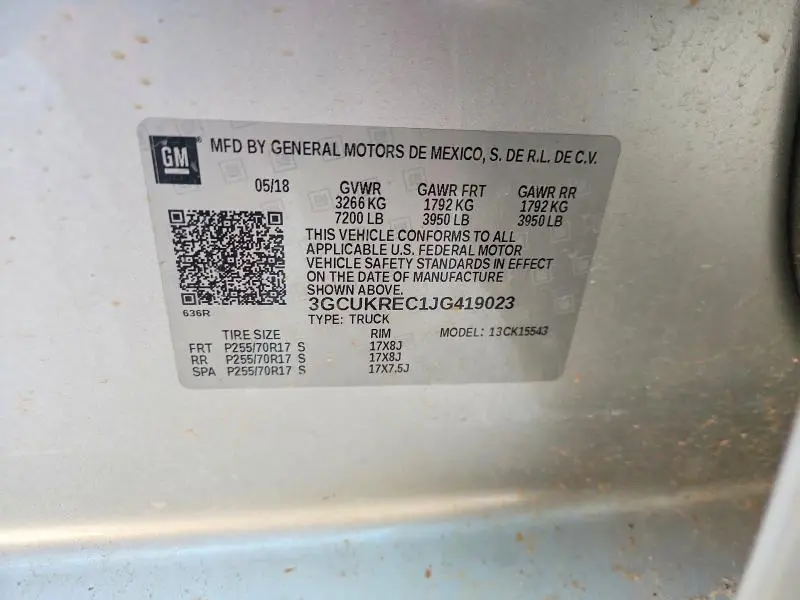 GM MFD BY GENERAL MOTORS DE MEXICO, S. DE R.L. DE C.V.
05/18 GVWR GAWR FRT GAWR RR
3266 KG 1792 KG 1792 KG
7200 LB 3950 LB 3950 LB
THIS VEHICLE CONFORMS TO ALL
APPLICABLE U.S. FEDERAL MOTOR
VEHICLE SAFETY STANDARDS IN EFFECT
ON THE DATE OF MANUFACTURE
SHOWN ABOVE.
3GCUKREC1JG419023
636R
TYPE: TRUCK
TIRE SIZE RIM MODEL: 13CK15543
FRT P255/70R17 S 17X8J
RR P255/70R17 S 17X8J
SPA P255/70R17 S 17X7.5J